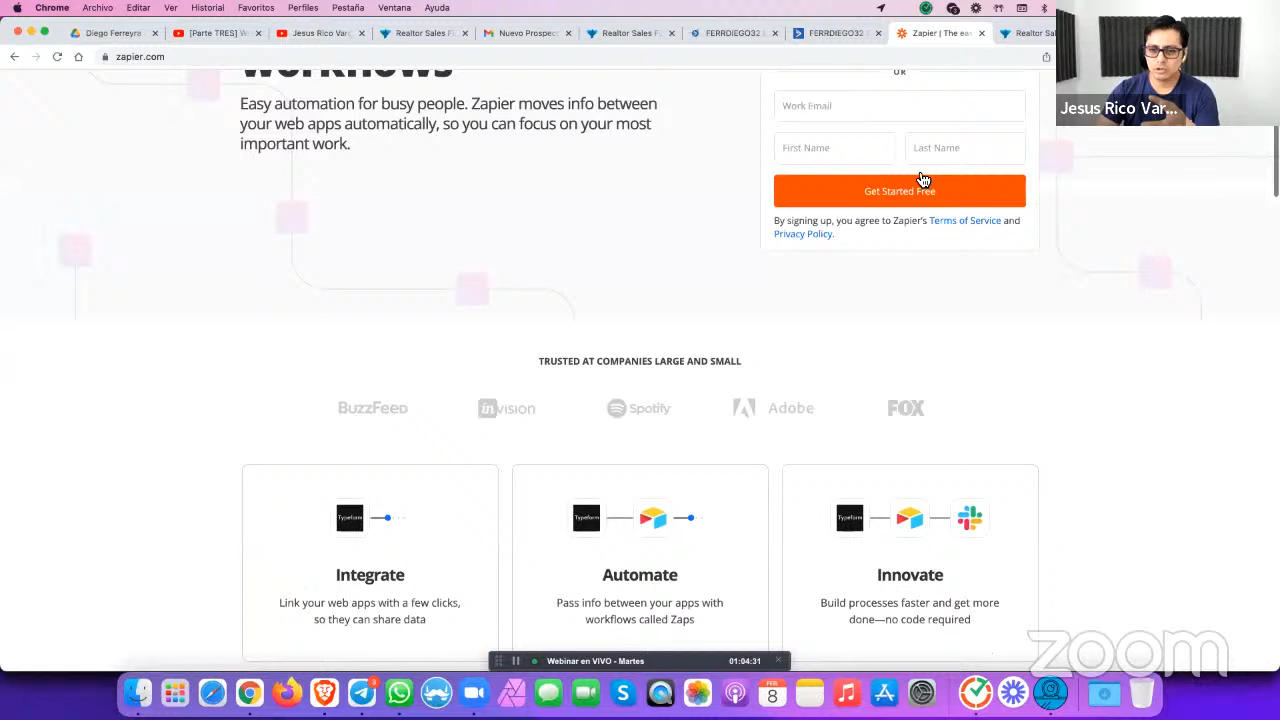 Chrome Archivo Editar Ver Historial Favoritos Perfiles Pestaña Ventana Ayuda
Diego Ferreyra -
[Parte TRES] W
Jesus Rico Var
Realtor Sales F
Nuevo Prospec
Realtor Sales F
FERRDIEGO32 E
FERRDIEGO32 E
Zapier | The ea
Realtor Sa
zapier.com
Jesus Rico Var...
workflows
Easy automation for busy people. Zapier moves info between
your web apps automatically, so you can focus on your most
important work.
OR
Work Email
First Name Last Name
Get Started Free
By signing up, you agree to Zapier's Terms of Service and
Privacy Policy.
TRUSTED AT COMPANIES LARGE AND SMALL
BuzzFeed invision Spotify Adobe FOX
Typeform Typeform Typeform
Integrate
Link your web apps with a few clicks,
so they can share data
Automate
Pass info between your apps with
workflows called Zaps
Innovate
Build processes faster and get more
done—no code required
zoom
Webinar en VIVO - Martes 01:04:31
3
FEB
8